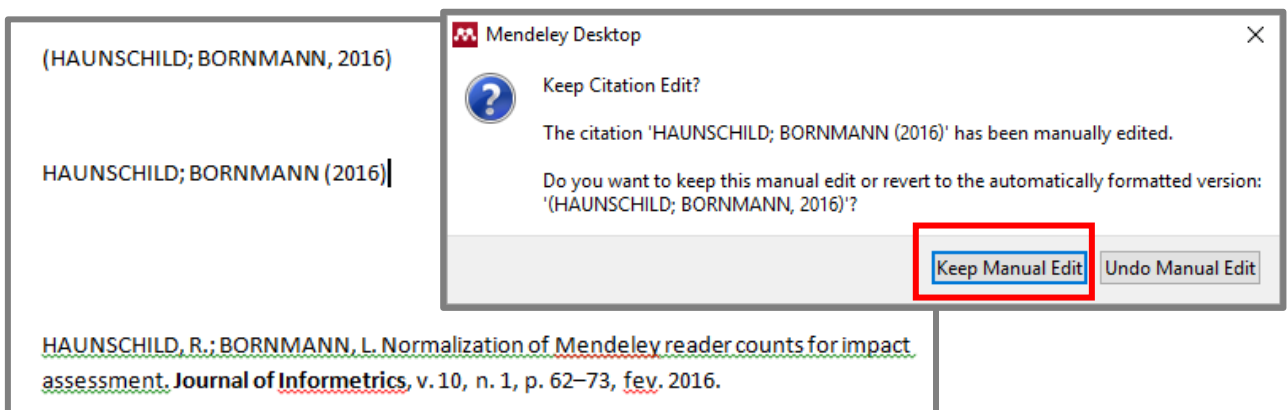 (HAUNSCHILD; BORNMANN, 2016)
HAUNSCHILD; BORNMANN (2016)
HAUNSCHILD, R.; BORNMANN, L. Normalization of Mendeley reader counts for impact
assessment. Journal of Informetrics, v. 10, n. 1, p. 62–73, fev. 2016.
Mendeley Desktop
Keep Citation Edit?
The citation 'HAUNSCHILD; BORNMANN (2016)' has been manually edited.
Do you want to keep this manual edit or revert to the automatically formatted version:
'(HAUNSCHILD; BORNMANN, 2016)'?
Keep Manual Edit Undo Manual Edit